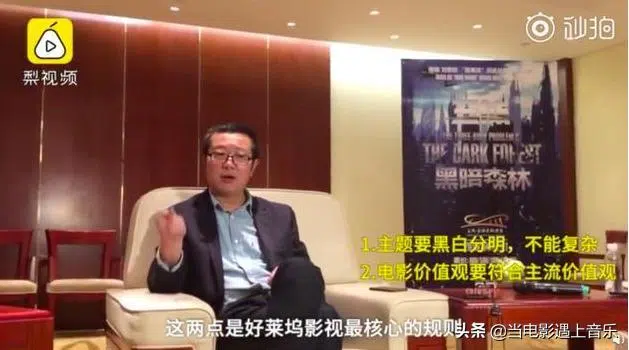 梨视频
秒拍
THE DARK FOREST
黑暗森林
1.主题要黑白分明，不能复杂
2.电影价值观要符合主流价值观
这两点是好莱坞影视最核心的规则
头条 @当电影遇上音乐